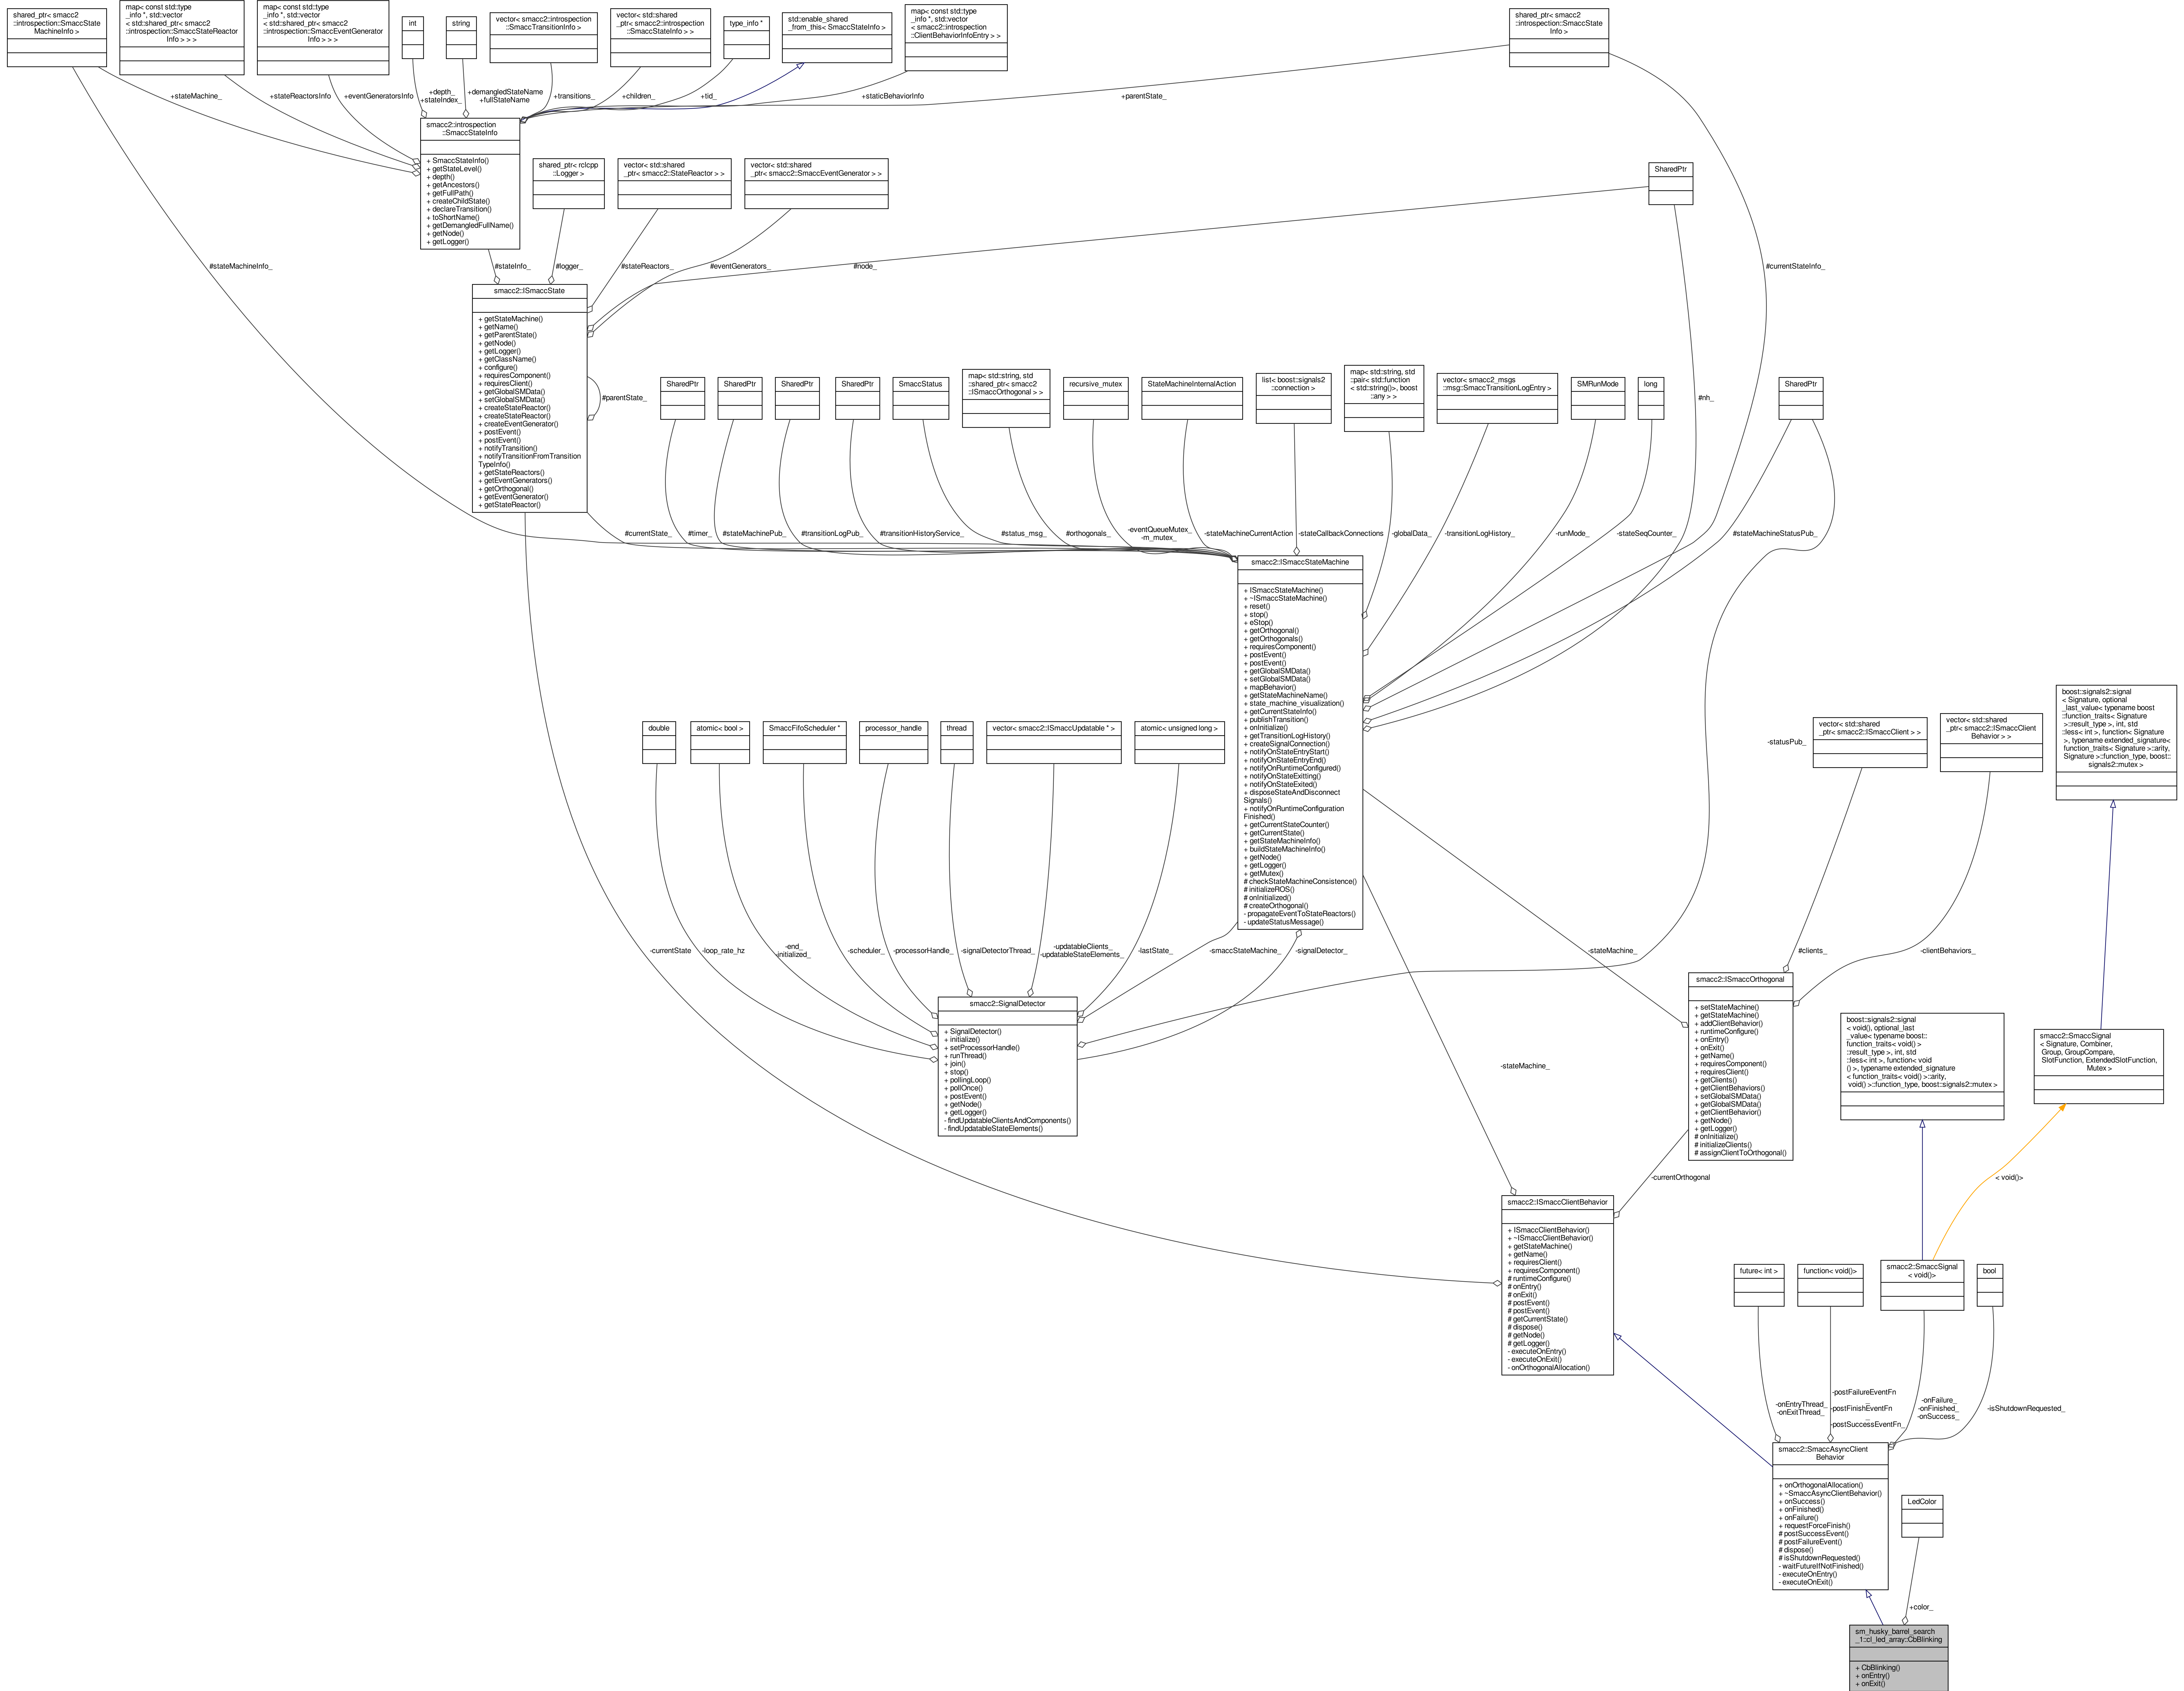 shared_ptr< smacc2
::introspection::SmaccState
MachineInfo >
map< const std::type
_info *, std::vector
< std::shared_ptr< smacc2
::introspection::SmaccStateReactor
Info > > >
map< const std::type
_info *, std::vector
< std::shared_ptr< smacc2
::introspection::SmaccEventGenerator
Info > > >
int
string
vector< smacc2::introspection
::SmaccTransitionInfo >
vector< std::shared
_ptr< smacc2::introspection
::SmaccStateInfo > >
type_info *
std::enable_shared
_from_this< SmaccStateInfo >
map< const std::type
_info *, std::vector
< smacc2::introspection
::ClientBehaviorInfoEntry > >
shared_ptr< smacc2
::introspection::SmaccState
Info >
+stateMachine_
+stateReactorsInfo
+eventGeneratorsInfo
+depth_
+stateIndex_
+demangledStateName
+fullStateName
+transitions_
+children_
+tid_
+staticBehaviorInfo
+parentState_
smacc2::introspection
::SmaccStateInfo
+ SmaccStateInfo()
+ getStateLevel()
+ depth()
+ getAncestors()
+ getFullPath()
+ createChildState()
+ declareTransition()
+ toShortName()
+ getDemangledFullName()
+ getNode()
+ getLogger()
shared_ptr< rclcpp
::Logger >
vector< std::shared
_ptr< smacc2::StateReactor > >
vector< std::shared
_ptr< smacc2::SmaccEventGenerator > >
SharedPtr
#stateMachineInfo_
#stateInfo_
#logger_
#stateReactors_
#eventGenerators_
#node_
#currentStateInfo_
smacc2::ISmaccState
+ getStateMachine()
+ getName()
+ getParentState()
+ getNode()
+ getLogger()
+ getClassName()
+ configure()
+ requiresComponent()
+ requiresClient()
+ getGlobalSMData()
+ setGlobalSMData()
+ createStateReactor()
+ createStateReactor()
+ createEventGenerator()
+ postEvent()
+ postEvent()
+ notifyTransition()
+ notifyTransitionFromTransition
TypeInfo()
+ getStateReactors()
+ getEventGenerators()
+ getOrthogonal()
+ getEventGenerator()
+ getStateReactor()
#parentState_
SharedPtr
SharedPtr
SharedPtr
SharedPtr
SmaccStatus
map< std::string, std
::shared_ptr< smacc2
::ISmaccOrthogonal > >
recursive_mutex
StateMachineInternalAction
list< boost::signals2
::connection >
map< std::string, std
::pair< std::function
< std::string()>, boost
::any > >
vector< smacc2_msgs
::msg::SmaccTransitionLogEntry >
SMRunMode
long
#nh_
SharedPtr
#currentState_
#timer_
#stateMachinePub_
#transitionLogPub_
#transitionHistoryService_
#status_msg_
#orthogonals_
-eventQueueMutex_
-m_mutex_
-stateMachineCurrentAction
-stateCallbackConnections
-globalData_
-transitionLogHistory_
-runMode_
-stateSeqCounter_
#stateMachineStatusPub_
smacc2::ISmaccStateMachine
+ ISmaccStateMachine()
+ ~ISmaccStateMachine()
+ reset()
+ stop()
+ eStop()
+ getOrthogonal()
+ getOrthogonals()
+ requiresComponent()
+ postEvent()
+ postEvent()
+ getGlobalSMData()
+ setGlobalSMData()
+ mapBehavior()
+ getStateMachineName()
+ state_machine_visualization()
+ getCurrentStateInfo()
+ publishTransition()
+ onInitialize()
+ getTransitionLogHistory()
+ createSignalConnection()
+ notifyOnStateEntryStart()
+ notifyOnStateEntryEnd()
+ notifyOnRuntimeConfigured()
+ notifyOnStateExitting()
+ notifyOnStateExited()
+ disposeStateAndDisconnect
Signals()
+ notifyOnRuntimeConfiguration
Finished()
+ getCurrentStateCounter()
+ getCurrentState()
+ getStateMachineInfo()
+ buildStateMachineInfo()
+ getNode()
+ getLogger()
+ getMutex()
# checkStateMachineConsistence()
# initializeROS()
# onInitialized()
# createOrthogonal()
- propagateEventToStateReactors()
- updateStatusMessage()
double
atomic< bool >
SmaccFifoScheduler *
processor_handle
thread
vector< smacc2::ISmaccUpdatable * >
atomic< unsigned long >
-statusPub_
vector< std::shared
_ptr< smacc2::ISmaccClient > >
vector< std::shared
_ptr< smacc2::ISmaccClient
Behavior > >
boost::signals2::signal
< Signature, optional
_last_value< typename boost
::function_traits< Signature
 >::result_type >, int, std
::less< int >, function< Signature
 >, typename extended_signature<
 function_traits< Signature >::arity,
 Signature >::function_type, boost::
signals2::mutex >
-currentState
-loop_rate_hz
-end_
-initialized_
-scheduler_
-processorHandle_
-signalDetectorThread_
-updatableClients_
-updatableStateElements_
-lastState_
-smaccStateMachine_
-signalDetector_
-stateMachine_
#clients_
-clientBehaviors_
smacc2::SignalDetector
+ SignalDetector()
+ initialize()
+ setProcessorHandle()
+ runThread()
+ join()
+ stop()
+ pollingLoop()
+ pollOnce()
+ postEvent()
+ getNode()
+ getLogger()
- findUpdatableClientsAndComponents()
- findUpdatableStateElements()
smacc2::ISmaccOrthogonal
+ setStateMachine()
+ getStateMachine()
+ addClientBehavior()
+ runtimeConfigure()
+ onEntry()
+ onExit()
+ getName()
+ requiresComponent()
+ requiresClient()
+ getClients()
+ getClientBehaviors()
+ setGlobalSMData()
+ getGlobalSMData()
+ getClientBehavior()
+ getNode()
+ getLogger()
# onInitialize()
# initializeClients()
# assignClientToOrthogonal()
boost::signals2::signal
< void(), optional_last
_value< typename boost::
function_traits< void() >
::result_type >, int, std
::less< int >, function< void
() >, typename extended_signature
< function_traits< void() >::arity,
 void() >::function_type, boost::signals2::mutex >
smacc2::SmaccSignal
< Signature, Combiner,
 Group, GroupCompare,
 SlotFunction, ExtendedSlotFunction,
 Mutex >
-stateMachine_
-currentOrthogonal
< void()>
smacc2::ISmaccClientBehavior
+ ISmaccClientBehavior()
+ ~ISmaccClientBehavior()
+ getStateMachine()
+ getName()
+ requiresClient()
+ requiresComponent()
# runtimeConfigure()
# onEntry()
# onExit()
# postEvent()
# postEvent()
# getCurrentState()
# dispose()
# getNode()
# getLogger()
- executeOnEntry()
- executeOnExit()
- onOrthogonalAllocation()
future< int >
function< void()>
smacc2::SmaccSignal
< void()>
bool
-onEntryThread_
-onExitThread_
-postFailureEventFn
_
-postFinishEventFn
_
-postSuccessEventFn_
-onFailure_
-onFinished_
-onSuccess_
-isShutdownRequested_
smacc2::SmaccAsyncClient
Behavior
+ onOrthogonalAllocation()
+ ~SmaccAsyncClientBehavior()
+ onSuccess()
+ onFinished()
+ onFailure()
+ requestForceFinish()
# postSuccessEvent()
# postFailureEvent()
# dispose()
# isShutdownRequested()
- waitFutureIfNotFinished()
- executeOnEntry()
- executeOnExit()
LedColor
+color_
sm_husky_barrel_search
_1::cl_led_array::CbBlinking
+ CbBlinking()
+ onEntry()
+ onExit()